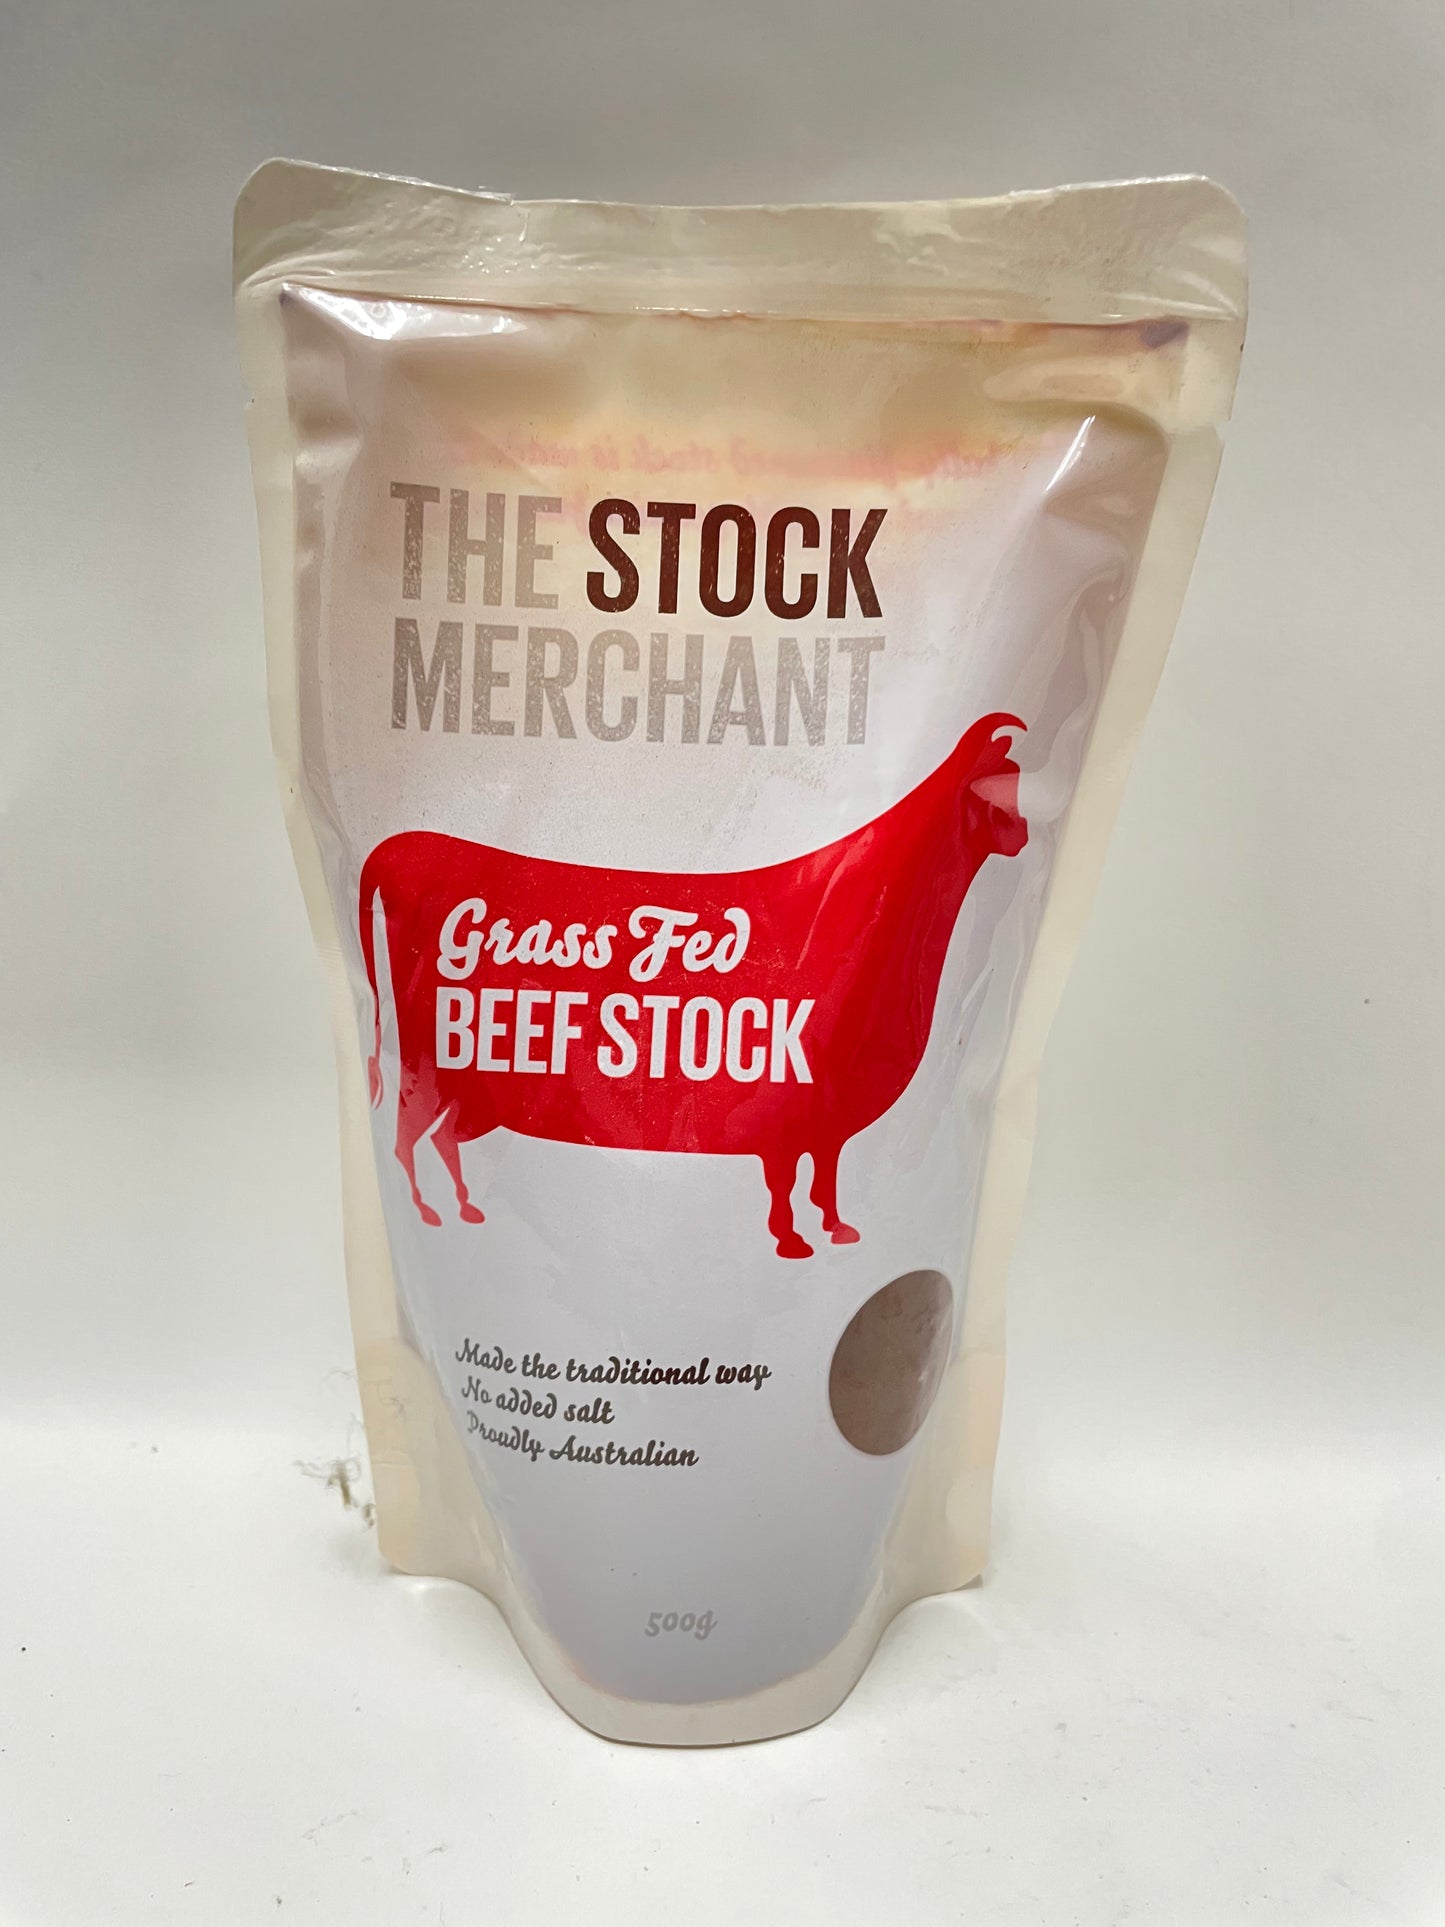 THE STOCK
MERCHANT
Grass Fed
BEEF STOCK
Made the traditional way
No added salt
Proudly Australian
500g